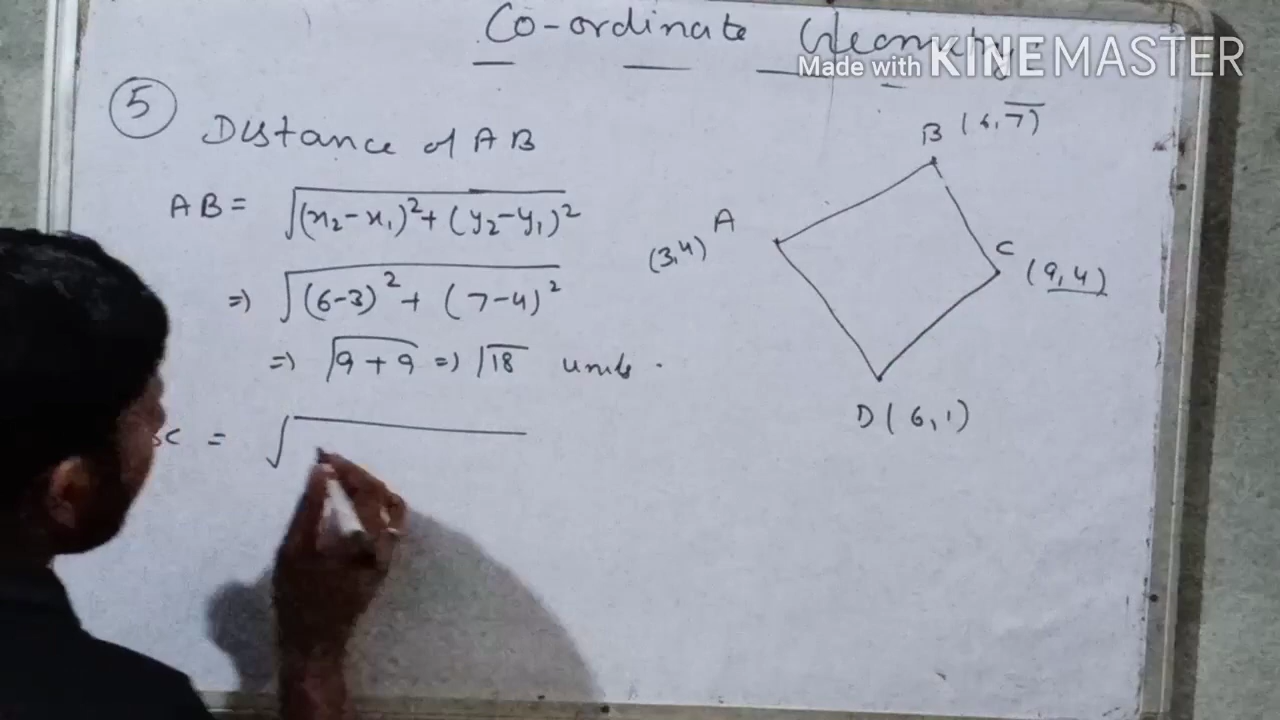 Co-ordinate Geometry
Made with KINEMASTER
5
Distance of AB
AB = √(x₂-x₁)²+(y₂-y₁)²
=> √(6-3)²+(7-4)²
=> √9+9 => √18 units.
= √
B (6,7)
A
(3,4)
C
(9,4)
D(6,1)